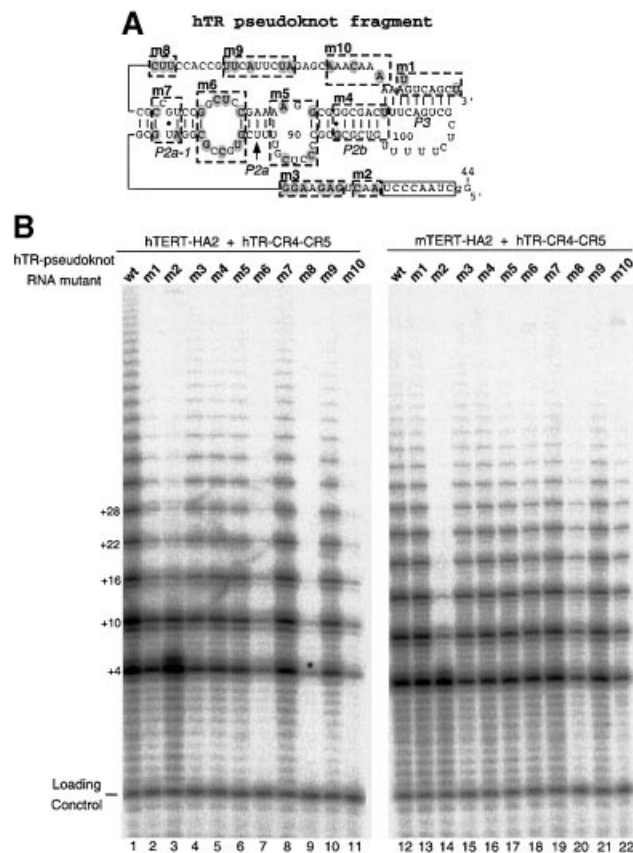 A
hTR pseudoknot fragment
m8 m9 m10 m1
m7 m6 m5 m4
P2a-1 P2a P2b P3
90 100
3'
m3 m2
GGAAGAGUCAAUCCCAAUCgG
44
5'
B
hTERT-HA2 + hTR-CR4-CR5 mTERT-HA2 + hTR-CR4-CR5
hTR-pseudoknot
RNA mutant
wt m1 m2 m3 m4 m5 m6 m7 m8 m9 m10 wt m1 m2 m3 m4 m5 m6 m7 m8 m9 m10
+28
+22
+16
+10
+4
*
Loading
Conctrol
1 2 3 4 5 6 7 8 9 10 11 12 13 14 15 16 17 18 19 20 21 22